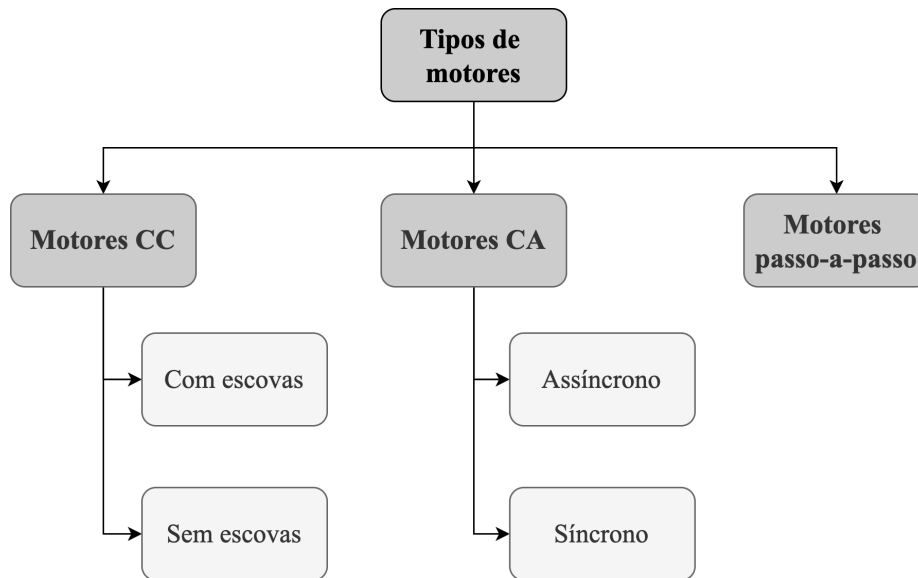 Tipos de
motores
Motores CC
Motores CA
Motores
passo-a-passo
Com escovas
Assíncrono
Sem escovas
Síncrono